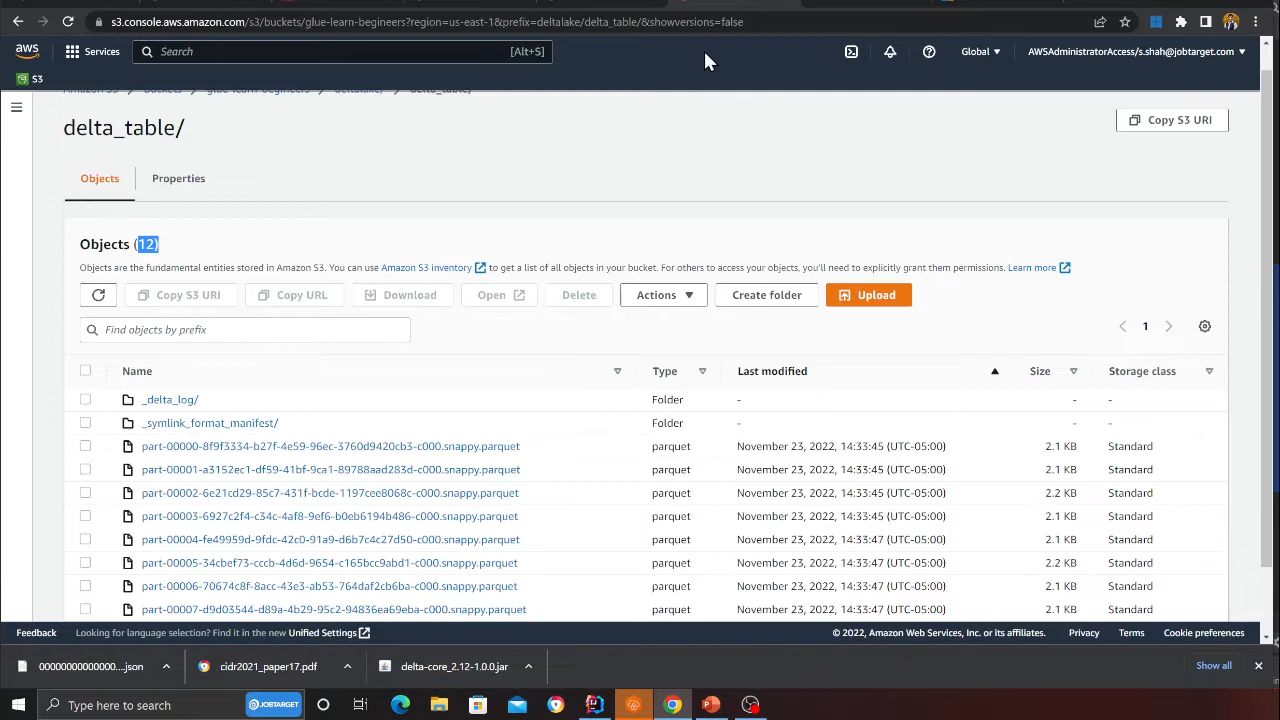 s3.console.aws.amazon.com/s3/buckets/glue-learn-begineers?region=us-east-1&prefix=deltalake/delta_table/&showversions=false
aws Services Search [Alt+S] Global AWSAdministratorAccess/s.shah@jobtarget.com
S3
Amazon S3 Buckets glue-learn-begineers deltalake/ delta_table/
delta_table/
Copy S3 URI
Objects Properties
Objects (12)
Objects are the fundamental entities stored in Amazon S3. You can use Amazon S3 inventory to get a list of all objects in your bucket. For others to access your objects, you'll need to explicitly grant them permissions. Learn more
Copy S3 URI Copy URL Download Open Delete Actions Create folder Upload
Find objects by prefix
1
Name Type Last modified Size Storage class
_delta_log/ Folder - - -
_symlink_format_manifest/ Folder - - -
part-00000-8f9f3334-b27f-4e59-96ec-3760d9420cb3-c000.snappy.parquet parquet November 23, 2022, 14:33:45 (UTC-05:00) 2.1 KB Standard
part-00001-a3152ec1-df59-41bf-9ca1-89788aad283d-c000.snappy.parquet parquet November 23, 2022, 14:33:45 (UTC-05:00) 2.1 KB Standard
part-00002-6e21cd29-85c7-431f-bcde-1197cee8068c-c000.snappy.parquet parquet November 23, 2022, 14:33:45 (UTC-05:00) 2.2 KB Standard
part-00003-6927c2f4-c34c-4af8-9ef6-b0eb6194b486-c000.snappy.parquet parquet November 23, 2022, 14:33:45 (UTC-05:00) 2.1 KB Standard
part-00004-fe49959d-9fdc-42c0-91a9-d6b7c4c27d50-c000.snappy.parquet parquet November 23, 2022, 14:33:47 (UTC-05:00) 2.1 KB Standard
part-00005-34cbef73-cccb-4d6d-9654-c165bcc9abd1-c000.snappy.parquet parquet November 23, 2022, 14:33:47 (UTC-05:00) 2.2 KB Standard
part-00006-70674c8f-8acc-43e3-ab53-764daf2cb6ba-c000.snappy.parquet parquet November 23, 2022, 14:33:47 (UTC-05:00) 2.1 KB Standard
part-00007-d9d03544-d89a-4b29-95c2-94836ea69eba-c000.snappy.parquet parquet November 23, 2022, 14:33:47 (UTC-05:00) 2.1 KB Standard
Feedback Looking for language selection? Find it in the new Unified Settings © 2022, Amazon Web Services, Inc. or its affiliates. Privacy Terms Cookie preferences
00000000000000....json cidr2021_paper17.pdf delta-core_2.12-1.0.0.jar Show all
Type here to search JOBTARGET